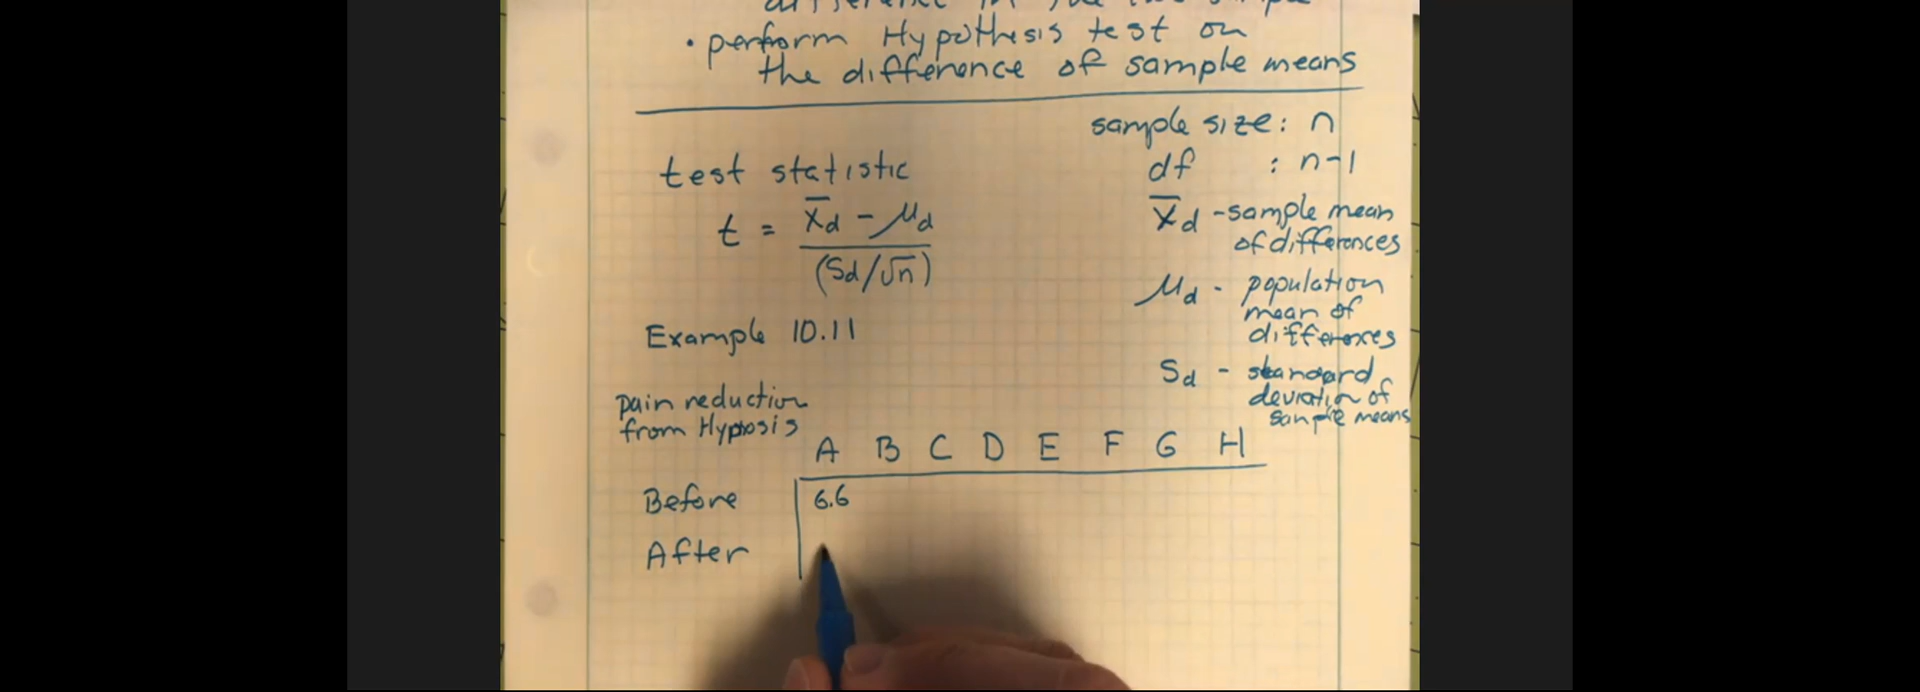 • perform Hypothesis test on
the difference of sample means
sample size: n
test statistic
df : n-1
t = x̄d - μd
(Sd/√n)
x̄d - sample mean
of differences
μd - population
mean of
differences
Example 10.11
Sd - standard
deviation of
sample means
pain reduction
from Hypnosis
A B C D E F G H
Before 6.6
After